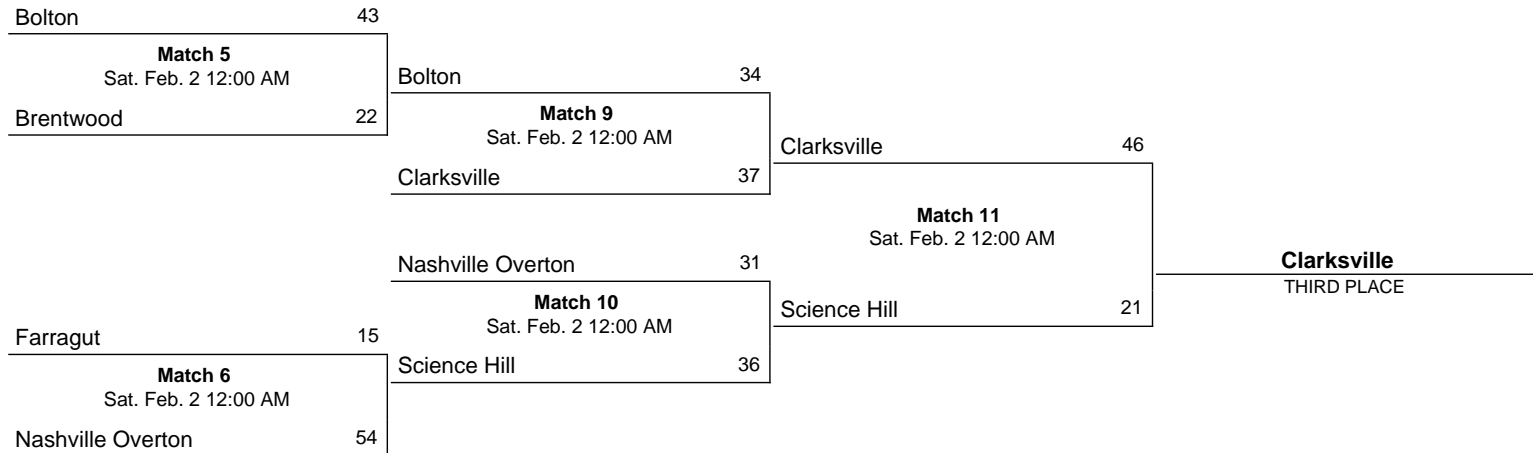 Bolton 43
Match 5
Sat. Feb. 2 12:00 AM
Brentwood 22
Bolton 34
Match 9
Sat. Feb. 2 12:00 AM
Clarksville 37
Clarksville 46
Match 11
Sat. Feb. 2 12:00 AM
Science Hill 21
Clarksville
THIRD PLACE
Nashville Overton 31
Match 10
Sat. Feb. 2 12:00 AM
Science Hill 36
Farragut 15
Match 6
Sat. Feb. 2 12:00 AM
Nashville Overton 54